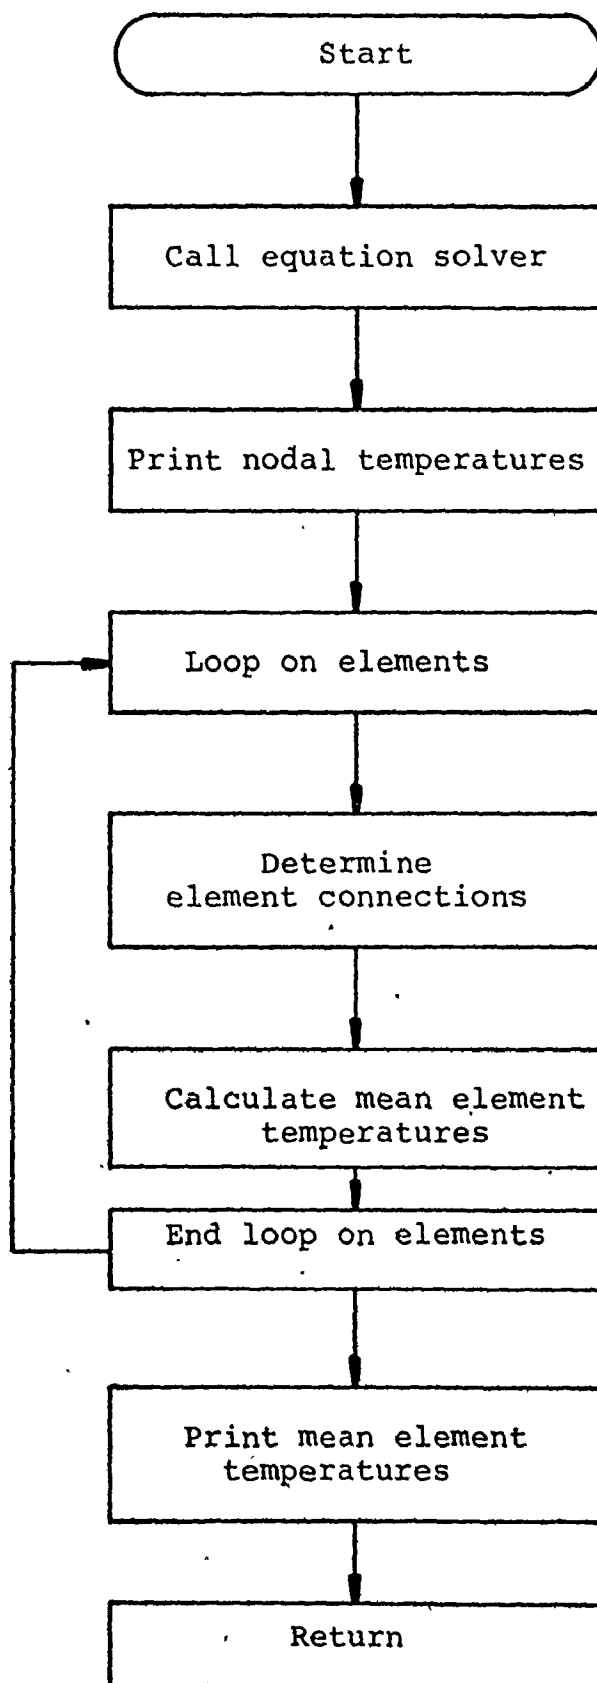 Start
Call equation solver
Print nodal temperatures
Loop on elements
Determine
element connections
Calculate mean element
temperatures
End loop on elements
Print mean element
temperatures
Return